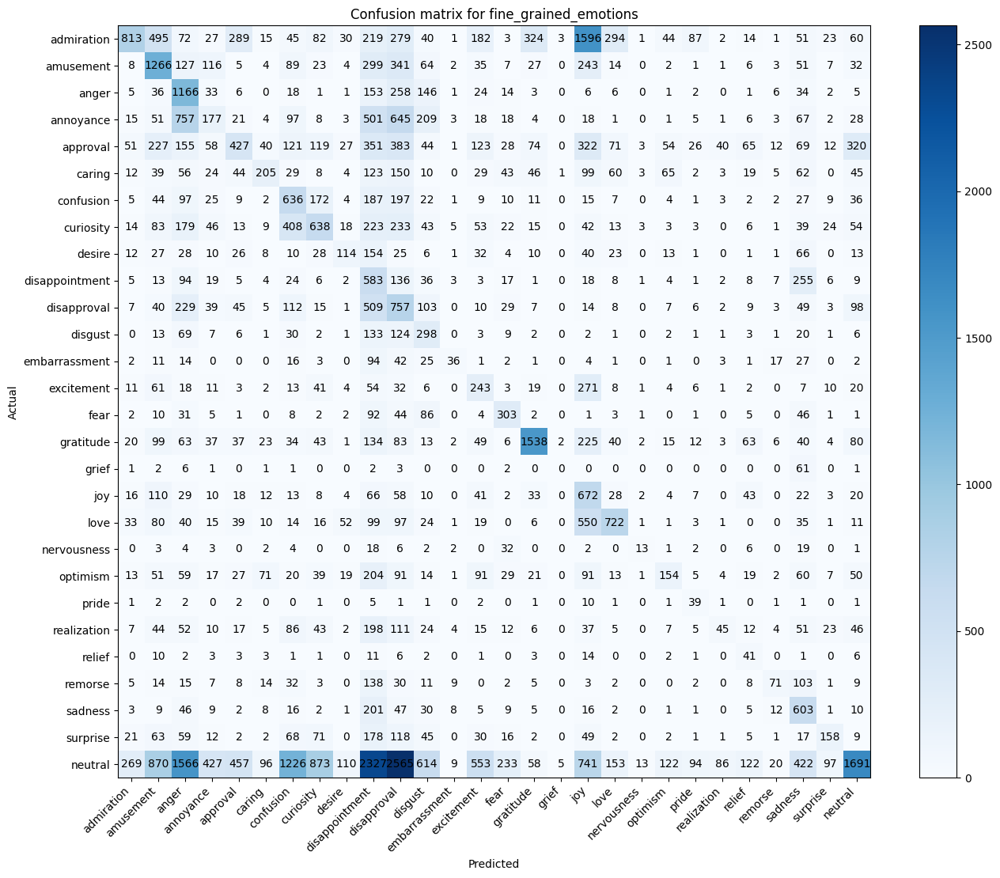 Confusion matrix for fine_grained_emotions
admiration 813 495 72 27 289 15 45 82 30 219 279 40 1 182 3 324 3 1596 294 1 44 87 2 14 1 51 23 60
amusement 8 1266 127 116 5 4 89 23 4 299 341 64 2 35 7 27 0 243 14 0 2 1 1 6 3 51 7 32
anger 5 36 1166 33 6 0 18 1 1 153 258 146 1 24 14 3 0 6 6 0 1 2 0 1 6 34 2 5
annoyance 15 51 757 177 21 4 97 8 3 501 645 209 3 18 18 4 0 18 1 0 1 5 1 6 3 67 2 28
approval 51 227 155 58 427 40 121 119 27 351 383 44 1 123 28 74 0 322 71 3 54 26 40 65 12 69 12 320
caring 12 39 56 24 44 205 29 8 4 123 150 10 0 29 43 46 1 99 60 3 65 2 3 19 5 62 0 45
confusion 5 44 97 25 9 2 636 172 4 187 197 22 1 9 10 11 0 15 7 0 4 1 3 2 2 27 9 36
curiosity 14 83 179 46 13 9 408 638 18 223 233 43 5 53 22 15 0 42 13 3 3 3 0 6 1 39 24 54
desire 12 27 28 10 26 8 10 28 114 154 25 6 1 32 4 10 0 40 23 0 13 1 0 1 1 66 0 13
disappointment 5 13 94 19 5 4 24 6 2 583 136 36 3 3 17 1 0 18 8 1 4 1 2 8 7 255 6 9
disapproval 7 40 229 39 45 5 112 15 1 509 757 103 0 10 29 7 0 14 8 0 7 6 2 9 3 49 3 98
disgust 0 13 69 7 6 1 30 2 1 133 124 298 0 3 9 2 0 2 1 0 2 1 1 3 1 20 1 6
embarrassment 2 11 14 0 0 0 16 3 0 94 42 25 36 1 2 1 0 4 1 0 1 0 3 1 17 27 0 2
excitement 11 61 18 11 3 2 13 41 4 54 32 6 0 243 3 19 0 271 8 1 4 6 1 2 0 7 10 20
fear 2 10 31 5 1 0 8 2 2 92 44 86 0 4 303 2 0 1 3 1 0 1 0 5 0 46 1 1
gratitude 20 99 63 37 37 23 34 43 1 134 83 13 2 49 6 1538 2 225 40 2 15 12 3 63 6 40 4 80
grief 1 2 6 1 0 1 1 0 0 2 3 0 0 0 2 0 0 0 0 0 0 0 0 0 0 61 0 1
joy 16 110 29 10 18 12 13 8 4 66 58 10 0 41 2 33 0 672 28 2 4 7 0 43 0 22 3 20
love 33 80 40 15 39 10 14 16 52 99 97 24 1 19 0 6 0 550 722 1 1 3 1 0 0 35 1 11
nervousness 0 3 4 3 0 2 4 0 0 18 6 2 2 0 32 0 0 2 0 13 1 2 0 6 0 19 0 1
optimism 13 51 59 17 27 71 20 39 19 204 91 14 1 91 29 21 0 91 13 1 154 5 4 19 2 60 7 50
pride 1 2 2 0 2 0 0 1 0 5 1 1 0 2 0 1 0 10 1 0 1 39 1 0 1 1 0 1
realization 7 44 52 10 17 5 86 43 2 198 111 24 4 15 12 6 0 37 5 0 7 5 45 12 4 51 23 46
relief 0 10 2 3 3 3 1 1 0 11 6 2 0 1 0 3 0 14 0 0 2 1 0 41 0 1 0 6
remorse 5 14 15 7 8 14 32 3 0 138 30 11 9 0 2 5 0 3 2 0 0 2 0 8 71 103 1 9
sadness 3 9 46 9 2 8 16 2 1 201 47 30 8 5 9 5 0 16 2 0 1 1 0 5 12 603 1 10
surprise 21 63 59 12 2 2 68 71 0 178 118 45 0 30 16 2 0 49 2 0 2 1 1 5 1 17 158 9
neutral 269 870 1566 427 457 96 1226 873 110 2327 2565 614 9 553 233 58 5 741 153 13 122 94 86 122 20 422 97 1691
Actual
admiration amusement anger annoyance approval caring confusion curiosity desire disappointment disapproval disgust embarrassment excitement fear gratitude grief joy love nervousness optimism pride realization relief remorse sadness surprise neutral
Predicted
2500
2000
1500
1000
500
0